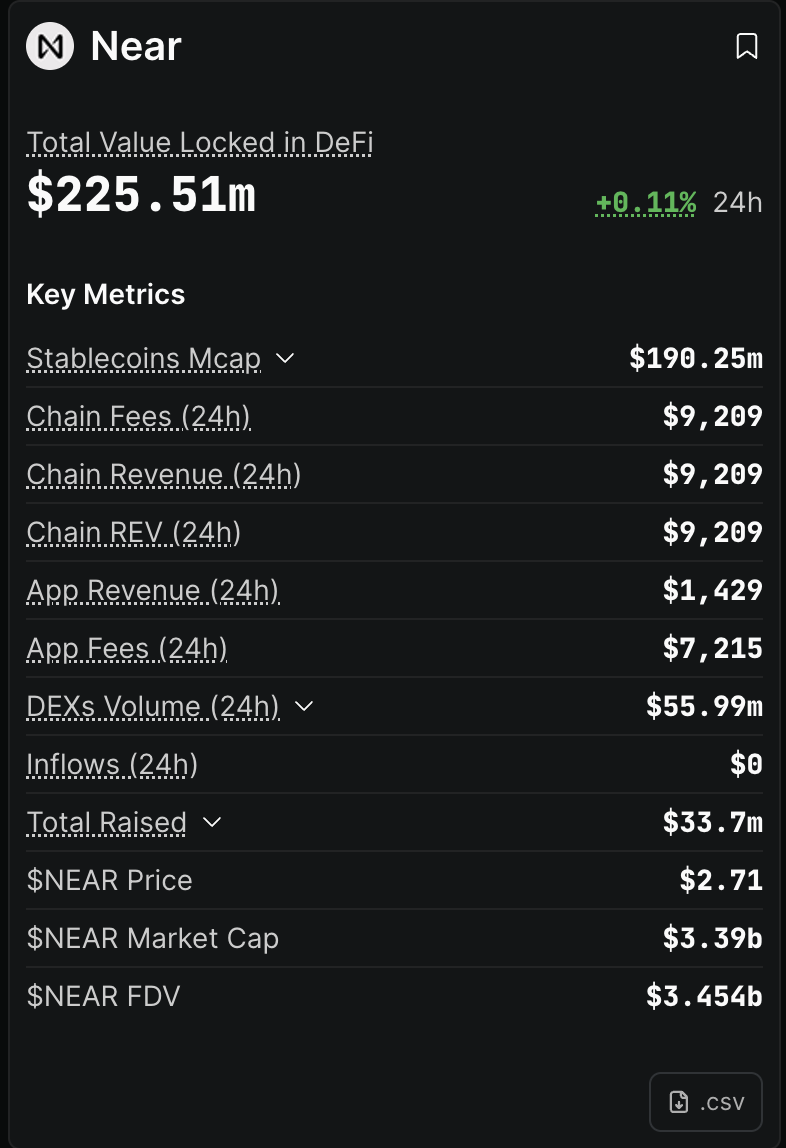 Near
Total Value Locked in DeFi
$225.51m +0.11% 24h
Key Metrics
Stablecoins Mcap $190.25m
Chain Fees (24h) $9,209
Chain Revenue (24h) $9,209
Chain REV (24h) $9,209
App Revenue (24h) $1,429
App Fees (24h) $7,215
DEXs Volume (24h) $55.99m
Inflows (24h) $0
Total Raised $33.7m
$NEAR Price $2.71
$NEAR Market Cap $3.39b
$NEAR FDV $3.454b
.csv